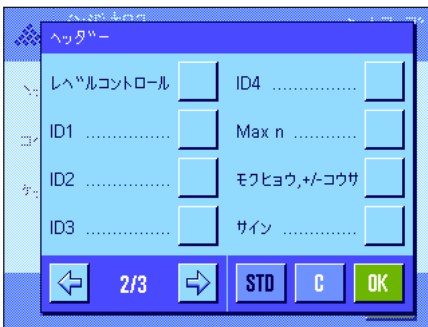 ヘッダー
レベルコントロール
ID4 ................
ID1 ................
Max n ............
ID2 ................
モクヒョウ,+/-コウサ
ID3 ................
サイン ..............
2/3
STD
C
OK